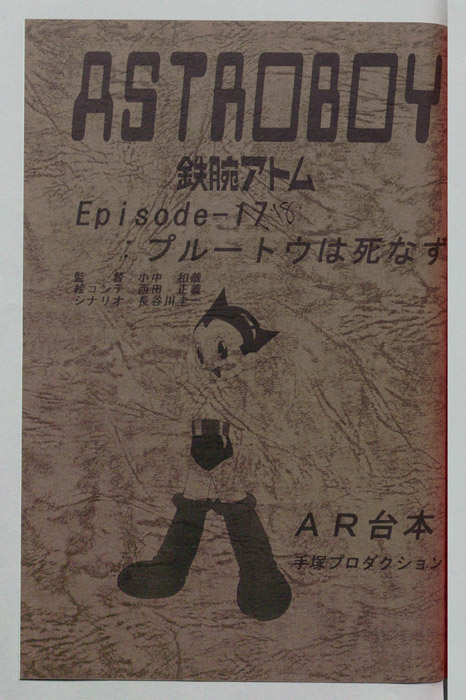 ASTROBOY
鉄腕アトム
Episode-17 18
:プルートウは死なず
監督 小中 和哉
絵コンテ 西田 正義
シナリオ 長谷川圭一
AR台本
手塚プロダクション